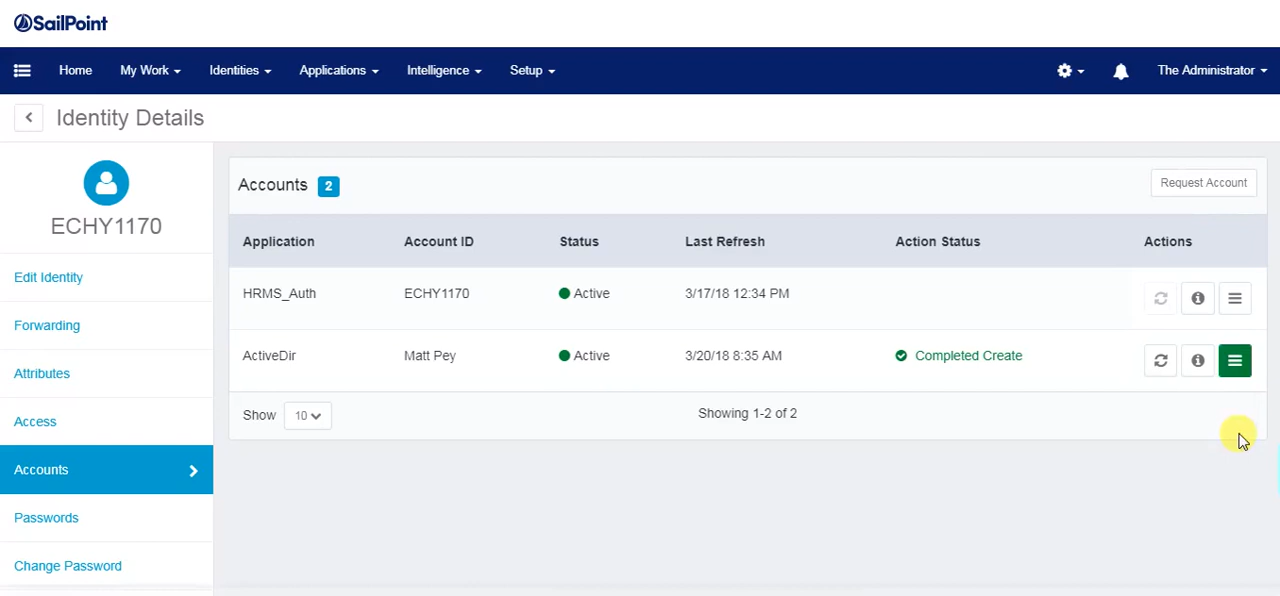 SailPoint
Home My Work Identities Applications Intelligence Setup The Administrator
Identity Details
ECHY1170
Edit Identity
Forwarding
Attributes
Access
Accounts
Passwords
Change Password
Accounts 2 Request Account
Application Account ID Status Last Refresh Action Status Actions
HRMS_Auth ECHY1170 Active 3/17/18 12:34 PM
ActiveDir Matt Pey Active 3/20/18 8:35 AM Completed Create
Show 10 Showing 1-2 of 2